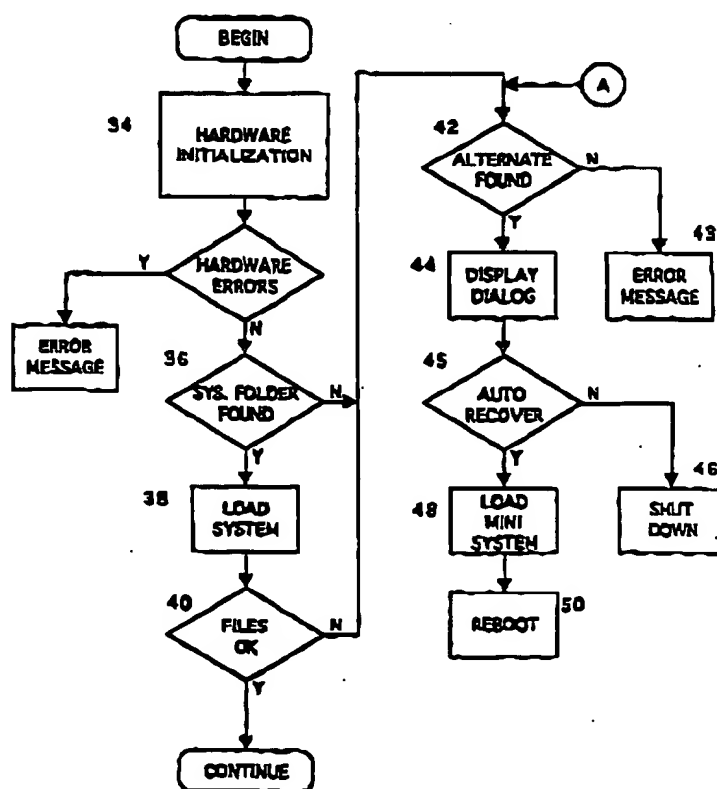 BEGIN
34
HARDWARE
INITIALIZATION
Y
HARDWARE
ERRORS
N
ERROR
MESSAGE
36
SYS. FOLDER
FOUND
N
Y
38
LOAD
SYSTEM
40
FILES
OK
N
Y
CONTINUE
A
42
ALTERNATE
FOUND
N
Y
43
ERROR
MESSAGE
44
DISPLAY
DIALOG
45
AUTO
RECOVER
N
Y
46
SHUT
DOWN
48
LOAD
MINI
SYSTEM
50
REBOOT